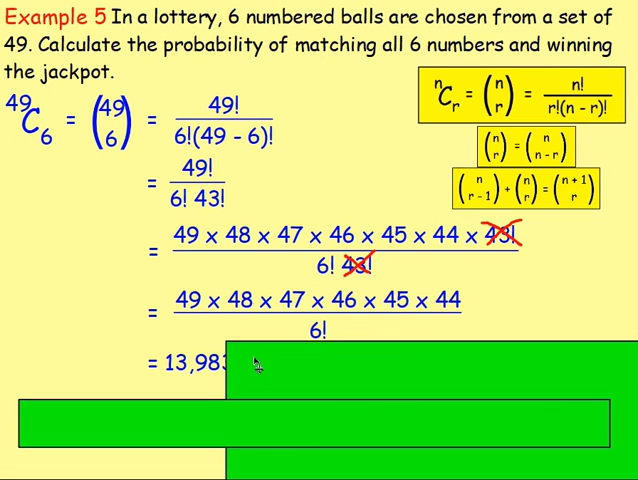 Example 5 In a lottery, 6 numbered balls are chosen from a set of
49. Calculate the probability of matching all 6 numbers and winning
the jackpot.
⁴⁹C₆ = (49 6) = 49! / 6!(49 - 6)!
ⁿCᵣ = (n r) = n! / r!(n - r)!
(n r) = (n n-r)
(n r - 1) + (n r) = (n + 1 r)
= 49! / 6! 43!
= 49 x 48 x 47 x 46 x 45 x 44 x 43! / 6! 43!
= 49 x 48 x 47 x 46 x 45 x 44 / 6!
= 13,983